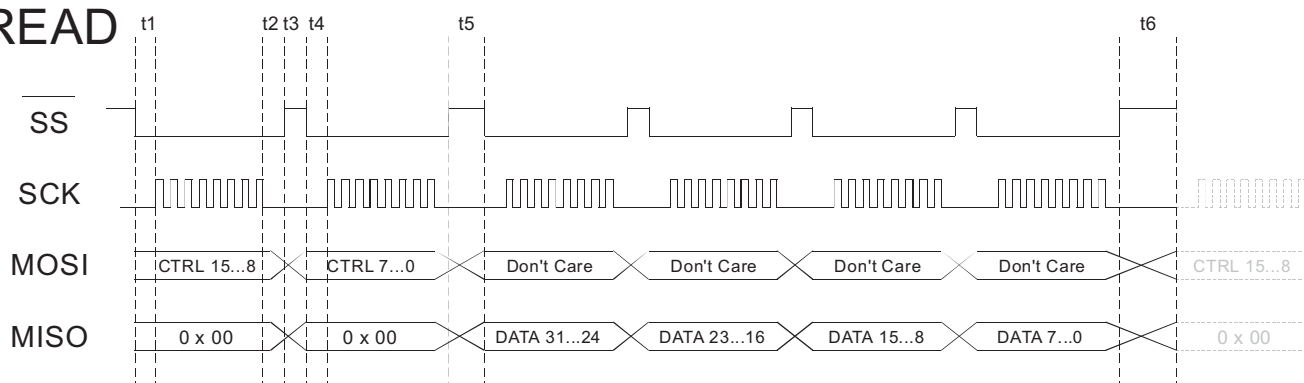 READ
t1 t2 t3 t4 t5 t6
SS
SCK
MOSI CTRL 15...8 CTRL 7...0 Don't Care Don't Care Don't Care Don't Care CTRL 15...8
MISO 0 x 00 0 x 00 DATA 31...24 DATA 23...16 DATA 15...8 DATA 7...0 0 x 00